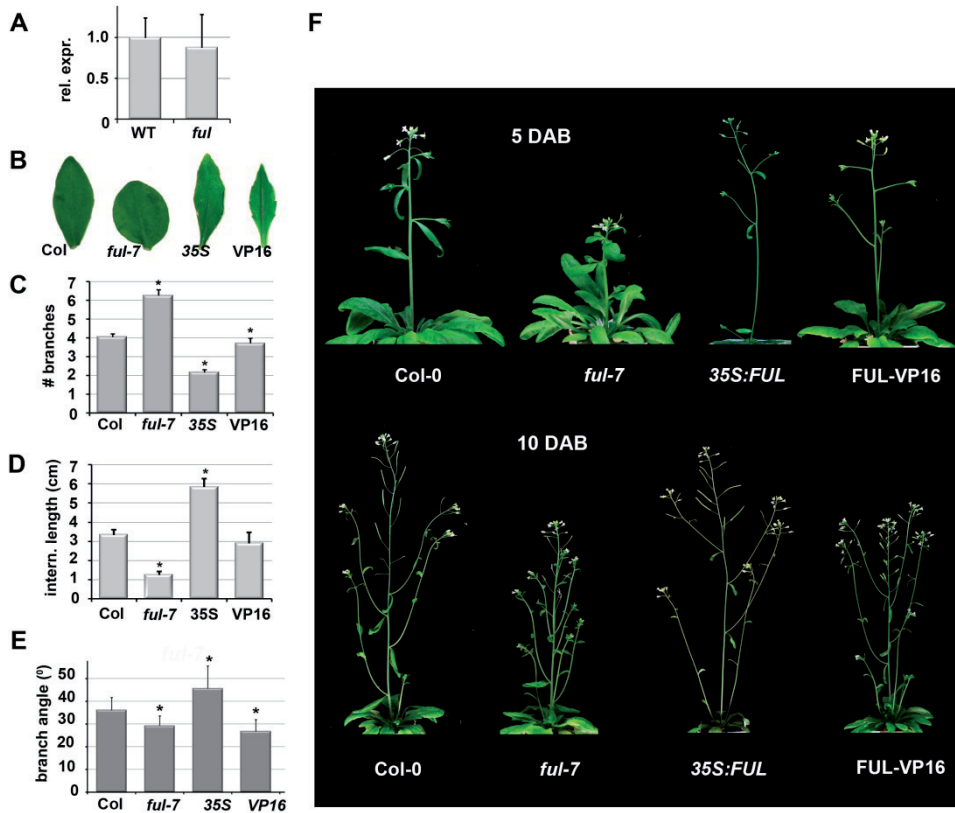 A
rel. expr.
1.0
0.5
0
WT ful
B
Col ful-7 35S VP16
C
# branches
7
6
5
4
3
2
1
0
* * *
Col ful-7 35S VP16
D
intern. length (cm)
7
6
5
4
3
2
1
0
* *
Col ful-7 35S VP16
E
ful-7
branch angle (⁰)
50
40
30
20
10
0
* * *
Col ful-7 35S VP16
F
5 DAB
Col-0 ful-7 35S:FUL FUL-VP16
10 DAB
Col-0 ful-7 35S:FUL FUL-VP16